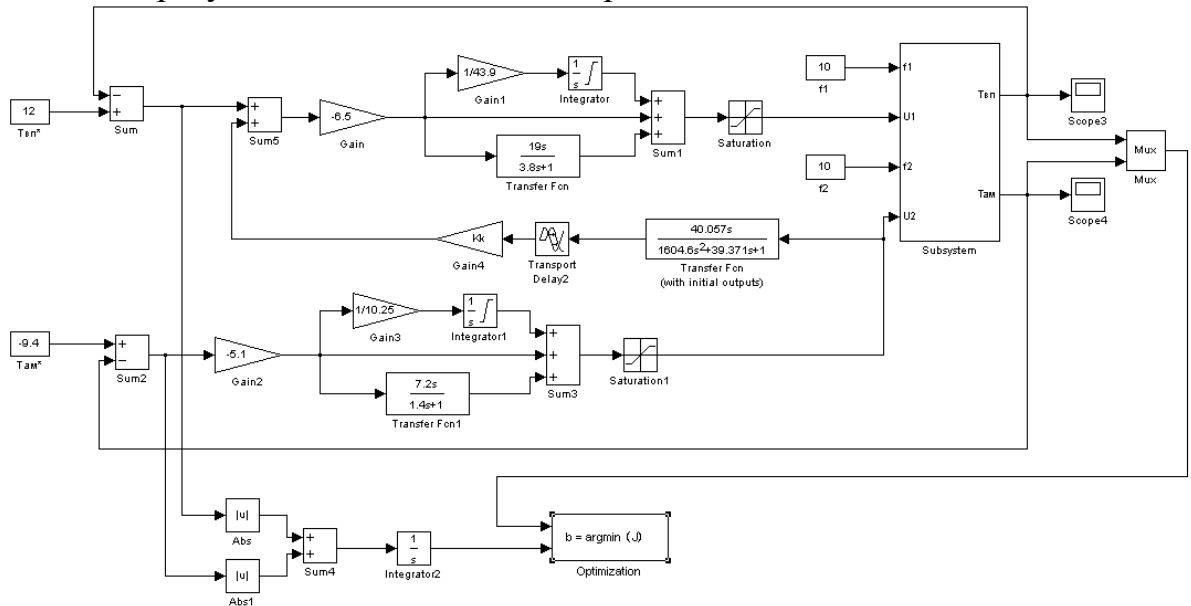 12
Tвп*
−
+
Sum
+
+
Sum5
-6.5
Gain
1/43.9
Gain1
1
s
Integrator
19s
3.8s+1
Transfer Fcn
+
+
+
Sum1
Saturation
10
f1
10
f2
f1
U1
f2
U2
Tвп
Tам
Subsystem
Scope3
Scope4
Mux
Mux
Kk
Gain4
Transport
Delay2
40.057s
1604.6s2+39.371s+1
Transfer Fcn
(with initial outputs)
-9.4
Tам*
+
−
Sum2
-5.1
Gain2
1/10.25
Gain3
1
s
Integrator1
7.2s
1.4s+1
Transfer Fcn1
+
+
+
Sum3
Saturation1
|u|
Abs
|u|
Abs1
+
+
Sum4
1
s
Integrator2
b = argmin (J)
Optimization